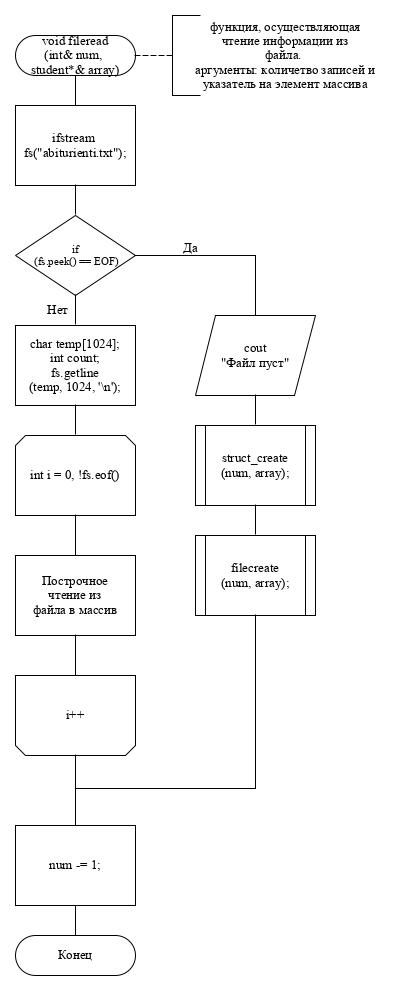 void fileread
(int& num,
student*& array)
функция, осуществляющая
чтение информации из
файла.
аргументы: количетво записей и
указатель на элемент массива
ifstream
fs("abiturienti.txt");
if
(fs.peek() == EOF)
Да
Нет
cout
"Файл пуст"
char temp[1024];
int count;
fs.getline
(temp, 1024, '\n');
struct_create
(num, array);
int i = 0, !fs.eof()
filecreate
(num, array);
Построчное
чтение из
файла в массив
i++
num -= 1;
Конец